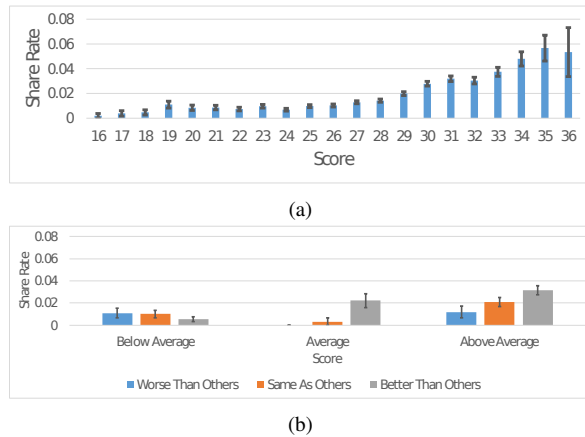 0.08
0.06
0.04
0.02
0
Share Rate
16 17 18 19 20 21 22 23 24 25 26 27 28 29 30 31 32 33 34 35 36
Score
(a)
0.08
0.06
0.04
0.02
0
Share Rate
Below Average Average Above Average
Score
Worse Than Others Same As Others Better Than Others
(b)